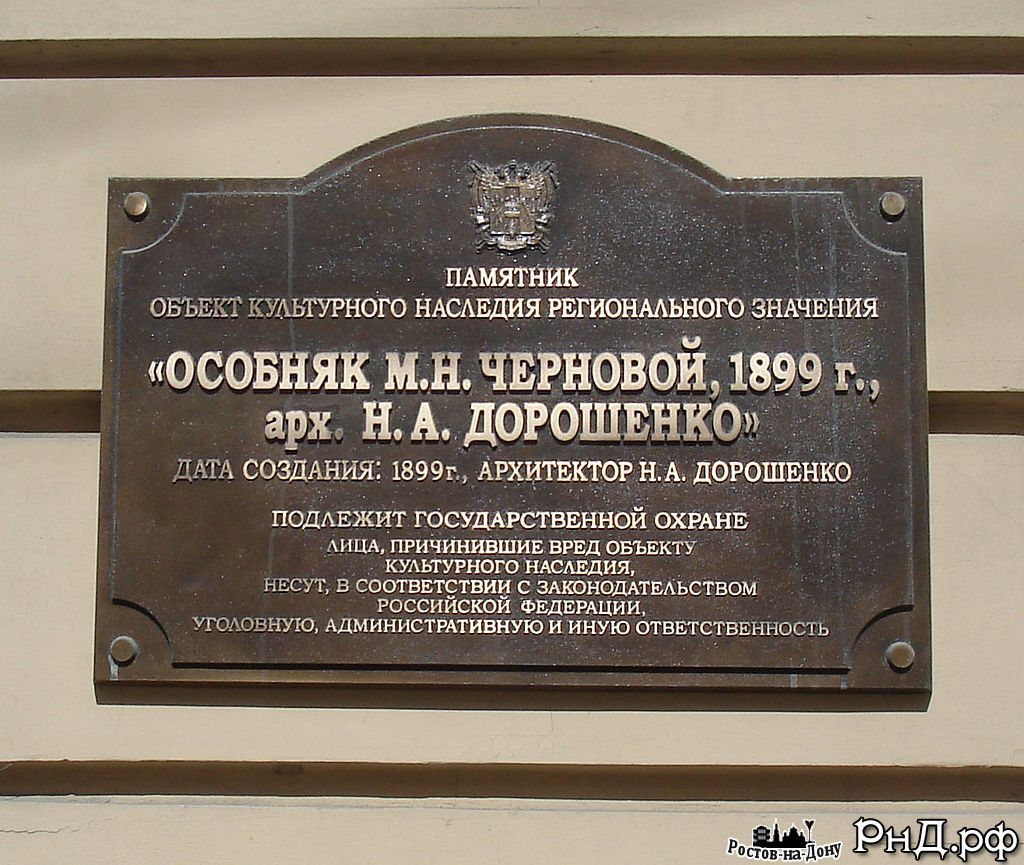 ПАМЯТНИК
ОБЪЕКТ КУЛЬТУРНОГО НАСЛЕДИЯ РЕГИОНАЛЬНОГО ЗНАЧЕНИЯ
«ОСОБНЯК М.Н. ЧЕРНОВОЙ, 1899 г.,
арх. Н. А. ДОРОШЕНКО»
ДАТА СОЗДАНИЯ: 1899г., АРХИТЕКТОР Н.А. ДОРОШЕНКО
ПОДЛЕЖИТ ГОСУДАРСТВЕННОЙ ОХРАНЕ
ЛИЦА, ПРИЧИНИВШИЕ ВРЕД ОБЪЕКТУ
КУЛЬТУРНОГО НАСЛЕДИЯ,
НЕСУТ, В СООТВЕТСТВИИ С ЗАКОНОДАТЕЛЬСТВОМ
РОССИЙСКОЙ ФЕДЕРАЦИИ,
УГОЛОВНУЮ, АДМИНИСТРАТИВНУЮ И ИНУЮ ОТВЕТСТВЕННОСТЬ
Ростов-на-Дону РнД.рф